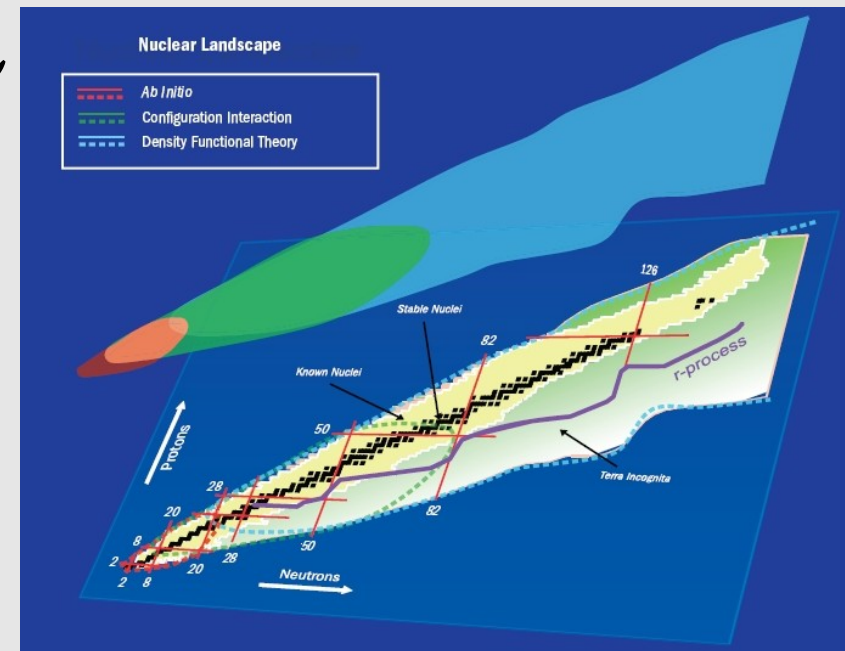 Nuclear Landscape
Ab Initio
Configuration Interaction
Density Functional Theory
126
Stable Nuclei
82
r-process
Known Nuclei
50
Protons
Terra Incognita
28
20
82
8
50
2
28
20
2 8
Neutrons